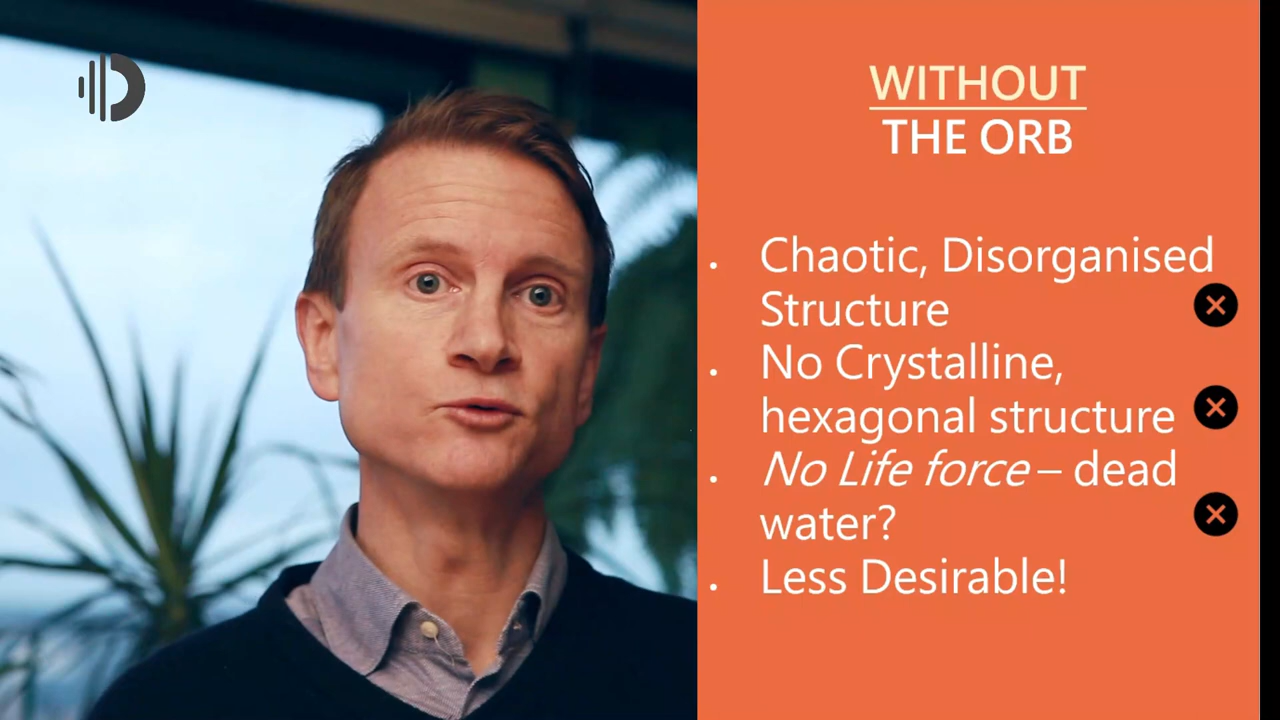 WITHOUT
THE ORB
• Chaotic, Disorganised
Structure
• No Crystalline,
hexagonal structure
• No Life force – dead
water?
• Less Desirable!